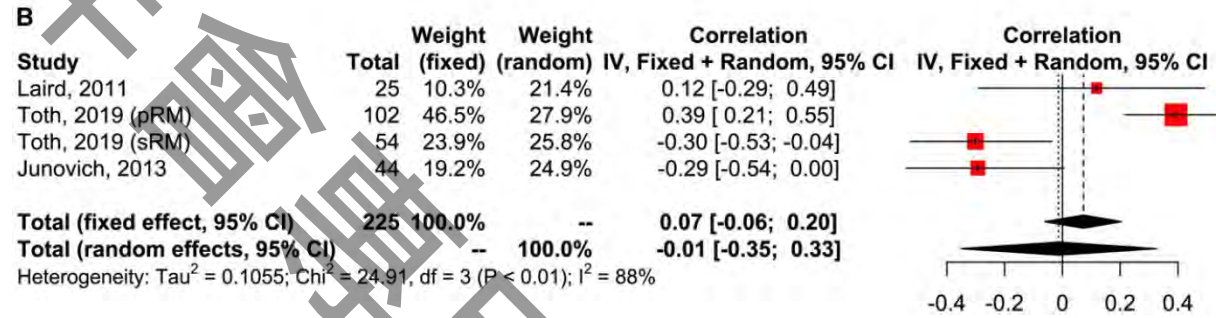 B
Weight Weight Correlation Correlation
Study Total (fixed) (random) IV, Fixed + Random, 95% CI IV, Fixed + Random, 95% CI
Laird, 2011 25 10.3% 21.4% 0.12 [-0.29; 0.49]
Toth, 2019 (pRM) 102 46.5% 27.9% 0.39 [ 0.21; 0.55]
Toth, 2019 (sRM) 54 23.9% 25.8% -0.30 [-0.53; -0.04]
Junovich, 2013 44 19.2% 24.9% -0.29 [-0.54; 0.00]
Total (fixed effect, 95% CI) 225 100.0% -- 0.07 [-0.06; 0.20]
Total (random effects, 95% CI) -- 100.0% -0.01 [-0.35; 0.33]
Heterogeneity: Tau² = 0.1055; Chi² = 24.91, df = 3 (P < 0.01); I² = 88%
-0.4 -0.2 0 0.2 0.4